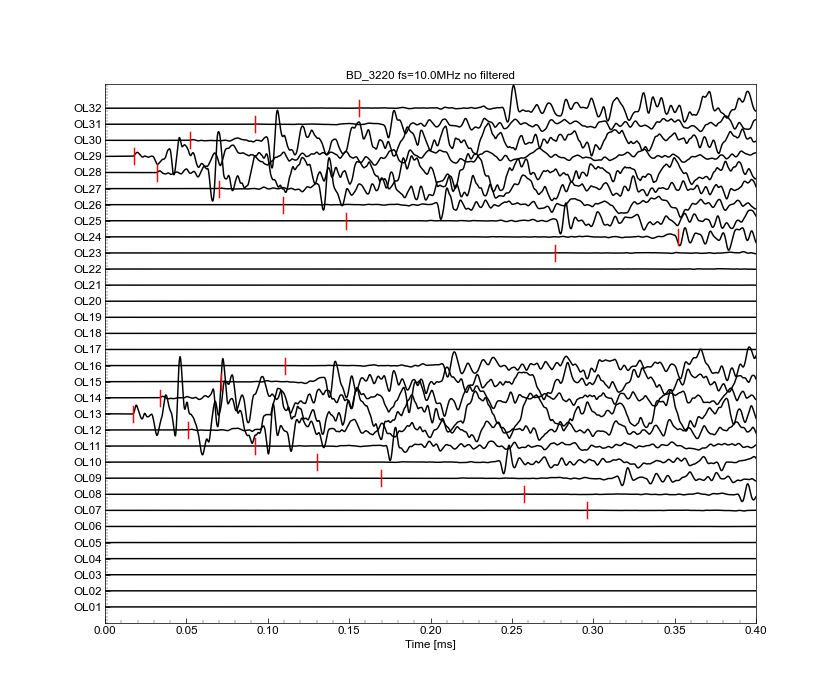 BD_3220 fs=10.0MHz no filtered
OL32
OL31
OL30
OL29
OL28
OL27
OL26
OL25
OL24
OL23
OL22
OL21
OL20
OL19
OL18
OL17
OL16
OL15
OL14
OL13
OL12
OL11
OL10
OL09
OL08
OL07
OL06
OL05
OL04
OL03
OL02
OL01
0.00 0.05 0.10 0.15 0.20 0.25 0.30 0.35 0.40
Time [ms]